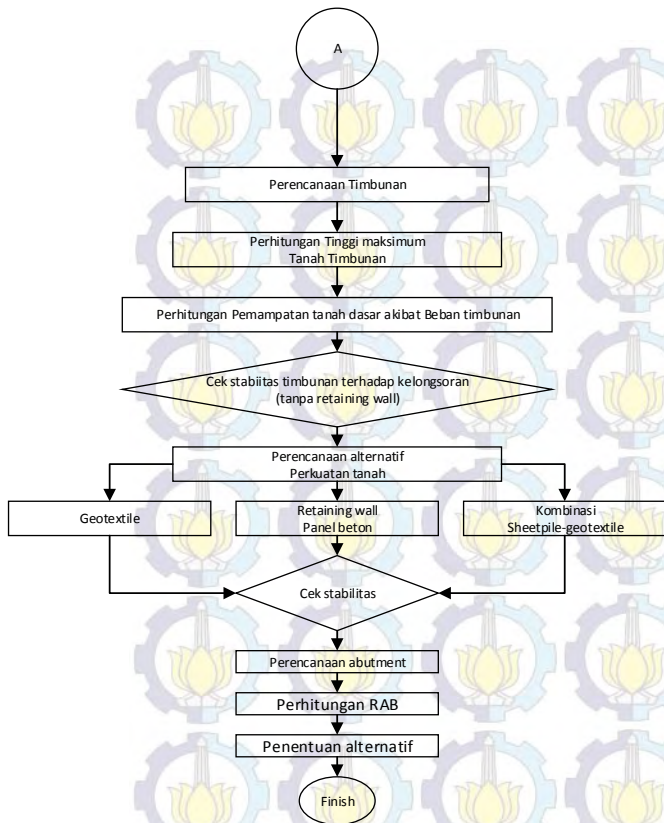 A
Perencanaan Timbunan
Perhitungan Tinggi maksimum
Tanah Timbunan
Perhitungan Pemampatan tanah dasar akibat Beban timbunan
Cek stabiitas timbunan terhadap kelongsoran
(tanpa retaining wall)
Perencanaan alternatif
Perkuatan tanah
Geotextile
Retaining wall
Panel beton
Kombinasi
Sheetpile-geotextile
Cek stabilitas
Perencanaan abutment
Perhitungan RAB
Penentuan alternatif
Finish